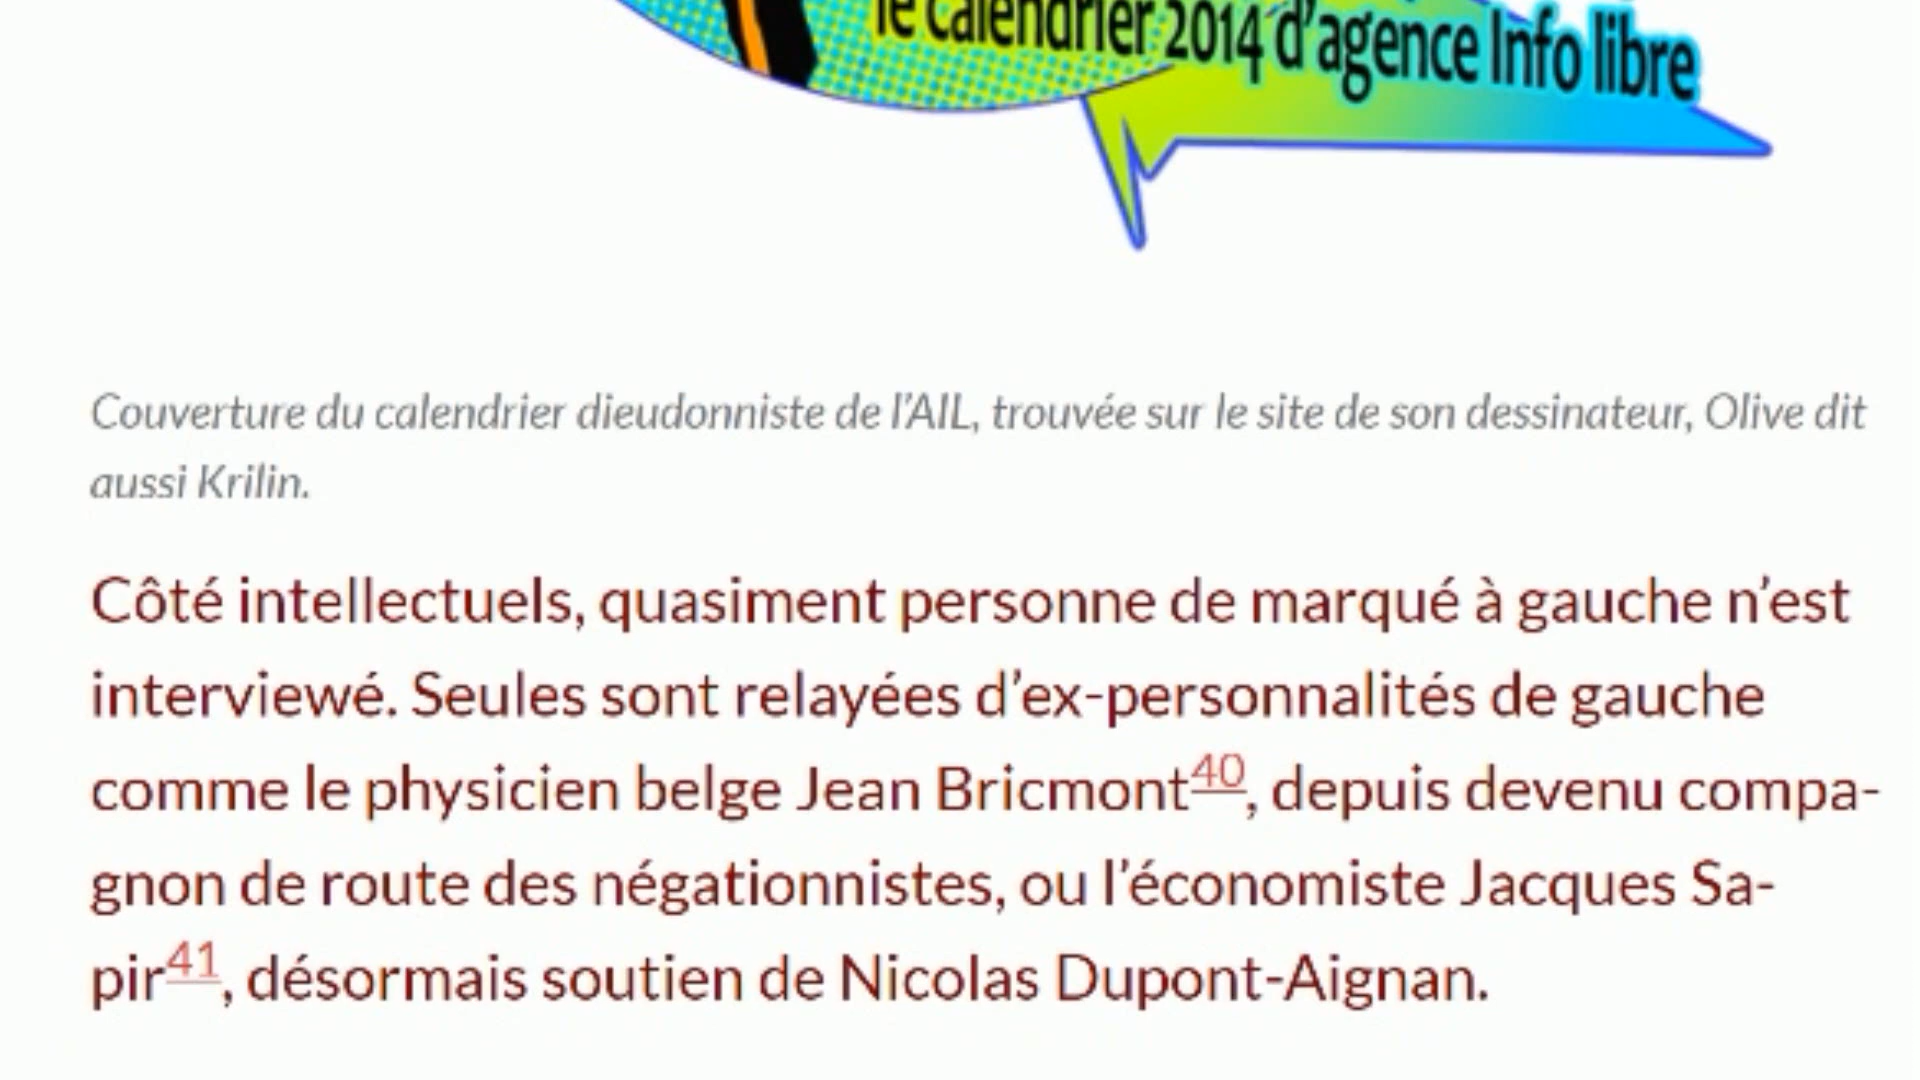 le calendrier 2014 d'agence Info libre
Couverture du calendrier dieudonniste de l'AIL, trouvée sur le site de son dessinateur, Olive dit
aussi Krilin.
Côté intellectuels, quasiment personne de marqué à gauche n'est
interviewé. Seules sont relayées d'ex-personnalités de gauche
comme le physicien belge Jean Bricmont40, depuis devenu compa-
gnon de route des négationnistes, ou l'économiste Jacques Sa-
pir41, désormais soutien de Nicolas Dupont-Aignan.